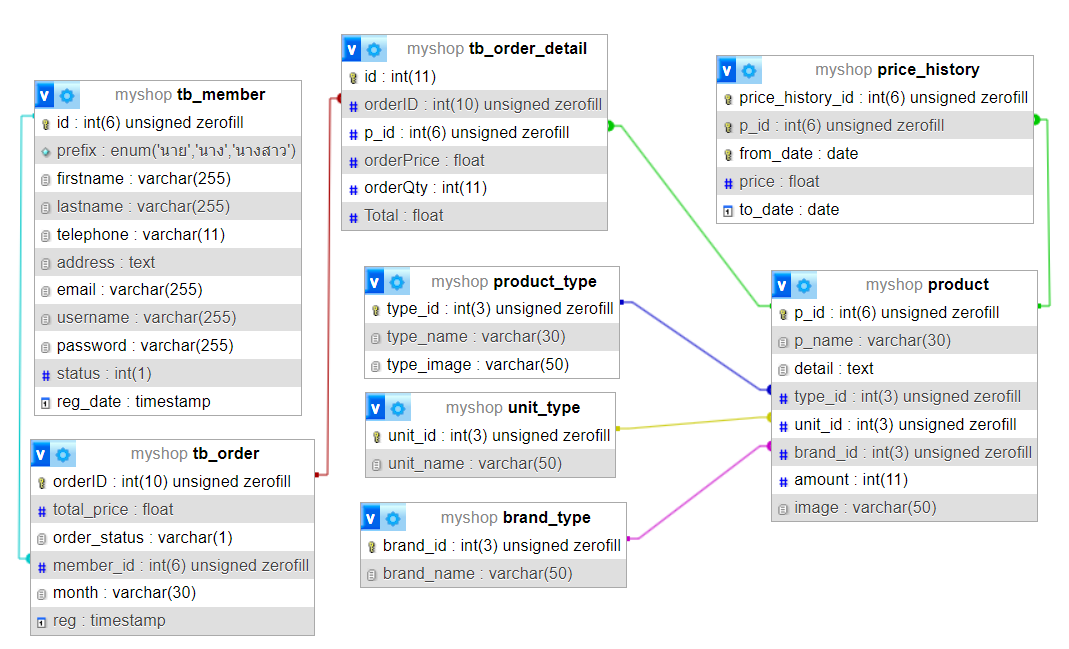 v myshop tb_member
id : int(6) unsigned zerofill
prefix : enum('นาย','นาง','นางสาว')
firstname : varchar(255)
lastname : varchar(255)
telephone : varchar(11)
address : text
email : varchar(255)
username : varchar(255)
password : varchar(255)
# status : int(1)
reg_date : timestamp
v myshop tb_order
orderID : int(10) unsigned zerofill
# total_price : float
order_status : varchar(1)
# member_id : int(6) unsigned zerofill
month : varchar(30)
reg : timestamp
v myshop tb_order_detail
id : int(11)
# orderID : int(10) unsigned zerofill
# p_id : int(6) unsigned zerofill
# orderPrice : float
# orderQty : int(11)
# Total : float
v myshop product_type
type_id : int(3) unsigned zerofill
type_name : varchar(30)
type_image : varchar(50)
v myshop unit_type
unit_id : int(3) unsigned zerofill
unit_name : varchar(50)
v myshop brand_type
brand_id : int(3) unsigned zerofill
brand_name : varchar(50)
v myshop price_history
price_history_id : int(6) unsigned zerofill
p_id : int(6) unsigned zerofill
from_date : date
# price : float
to_date : date
v myshop product
p_id : int(6) unsigned zerofill
p_name : varchar(30)
detail : text
# type_id : int(3) unsigned zerofill
# unit_id : int(3) unsigned zerofill
# brand_id : int(3) unsigned zerofill
# amount : int(11)
image : varchar(50)